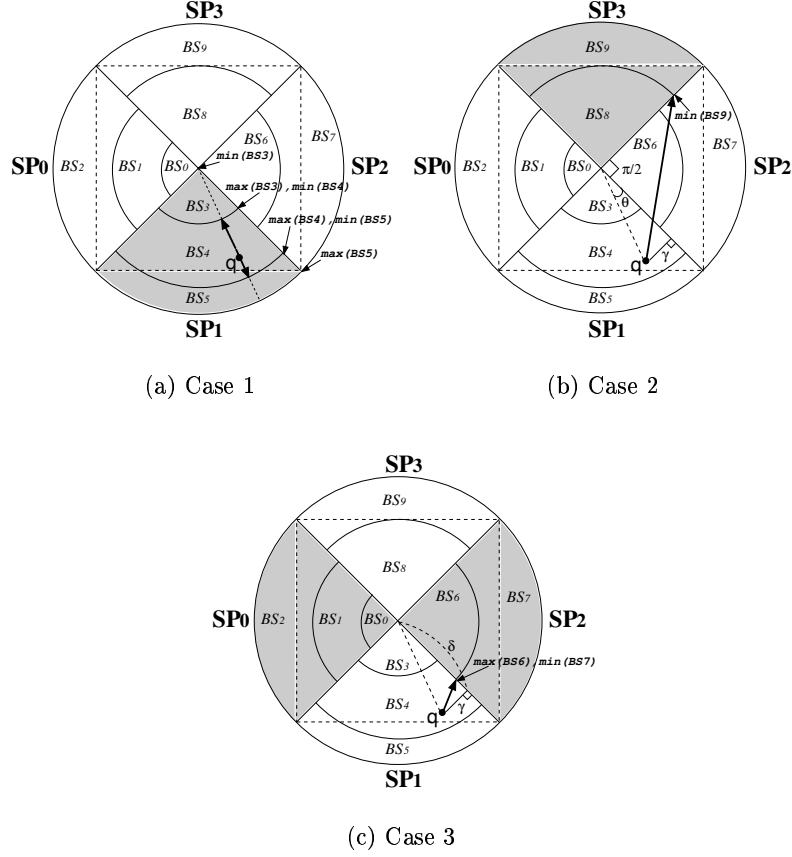 SP3
BS9
BS8
BS6
BS7
min(BS3)
SP0
BS2
BS1
BS0
SP2
max(BS3),min(BS4)
BS3
max(BS4),min(BS5)
BS4
q
max(BS5)
BS5
SP1
(a) Case 1
SP3
BS9
BS8
min(BS9)
BS6
BS7
SP0
BS2
BS1
BS0
π/2
SP2
BS3
θ
BS4
q
γ
BS5
SP1
(b) Case 2
SP3
BS9
BS8
BS6
BS7
SP0
BS2
BS1
BS0
SP2
δ
BS3
max(BS6),min(BS7)
BS4
q
γ
BS5
SP1
(c) Case 3